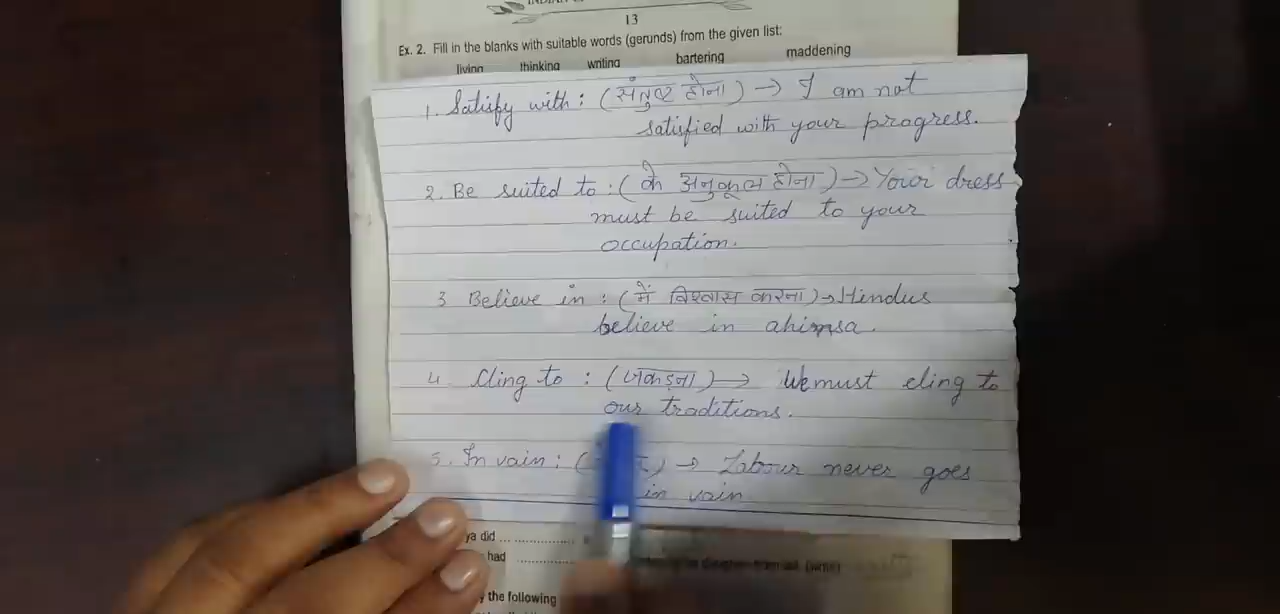 13
Ex. 2. Fill in the blanks with suitable words (gerunds) from the given list:
living thinking writing bartering maddening
1. Satisfy with : (संतुष्ट होना) → I am not
satisfied with your progress.
2. Be suited to : (के अनुकूल होना) → Your dress
must be suited to your
occupation.
3 Believe in : (में विश्वास करना) → Hindus
believe in ahimsa.
4. Cling to : (जकड़ना) → We must cling to
our traditions.
5. In vain : ( ) → Labour never goes
in vain
ya did ..................
had ..................
the following